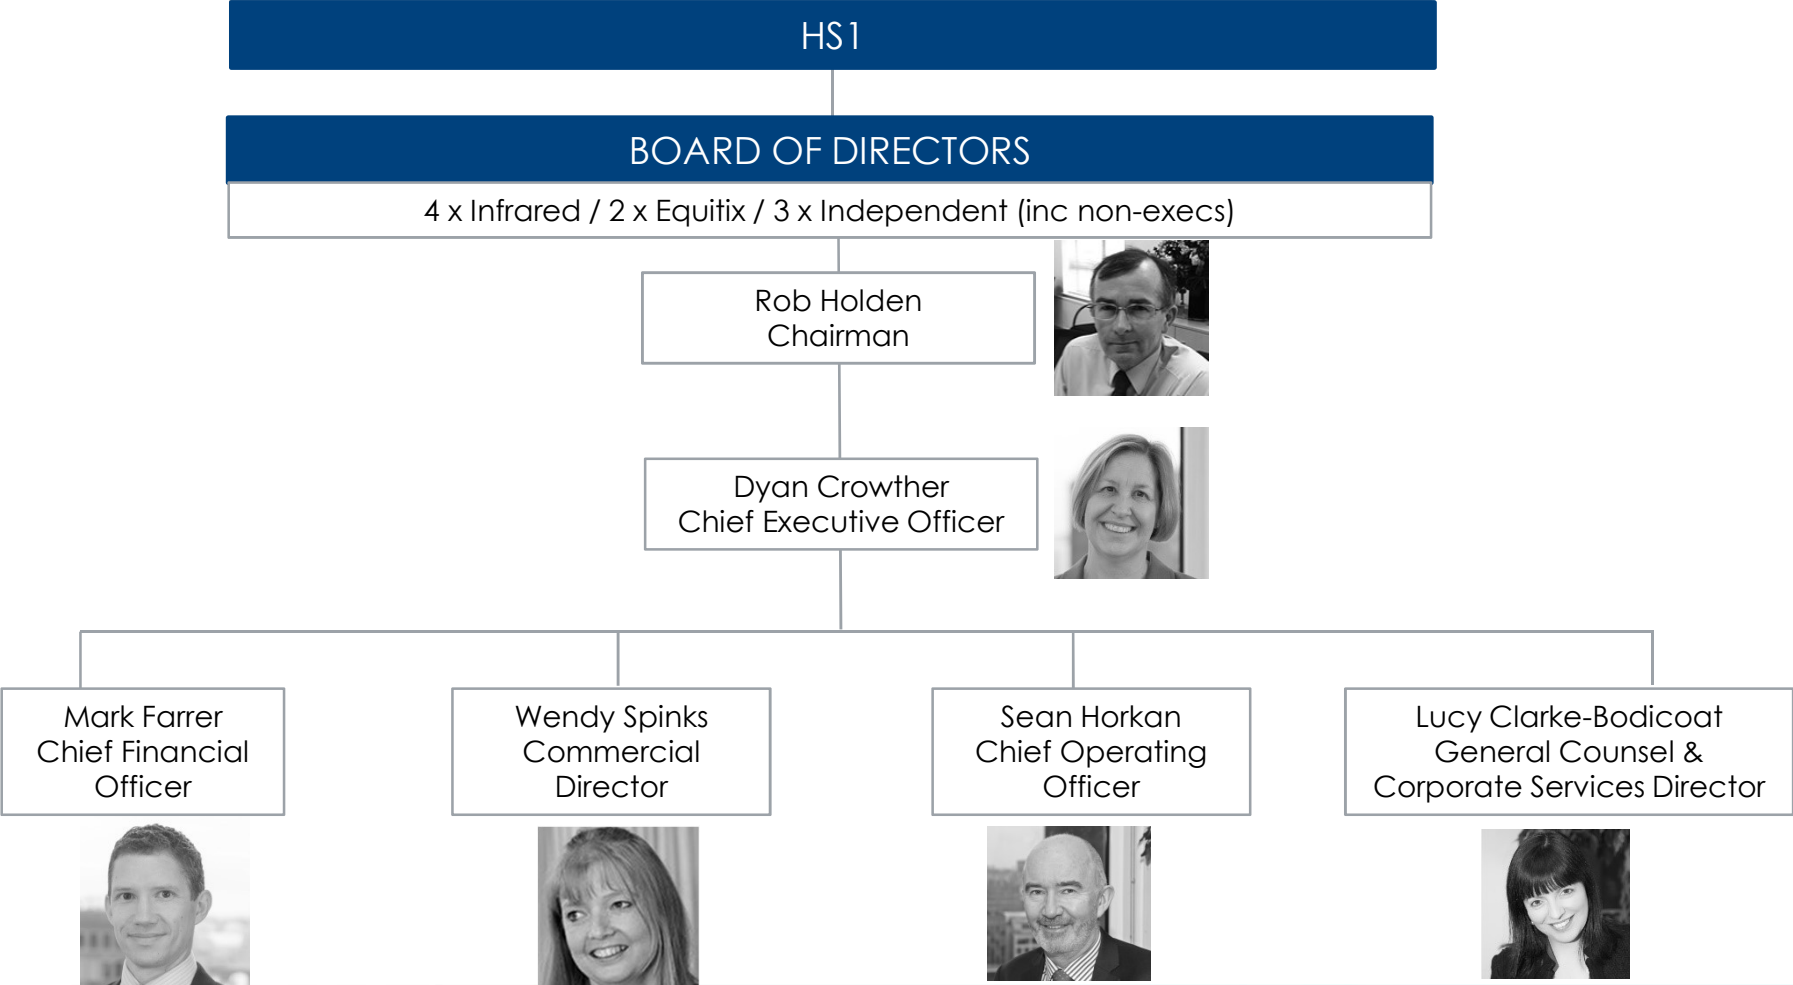 HS1
BOARD OF DIRECTORS
4 x Infrared / 2 x Equitix / 3 x Independent (inc non-execs)
Rob Holden
Chairman
Dyan Crowther
Chief Executive Officer
Mark Farrer
Chief Financial
Officer
Wendy Spinks
Commercial
Director
Sean Horkan
Chief Operating
Officer
Lucy Clarke-Bodicoat
General Counsel &
Corporate Services Director